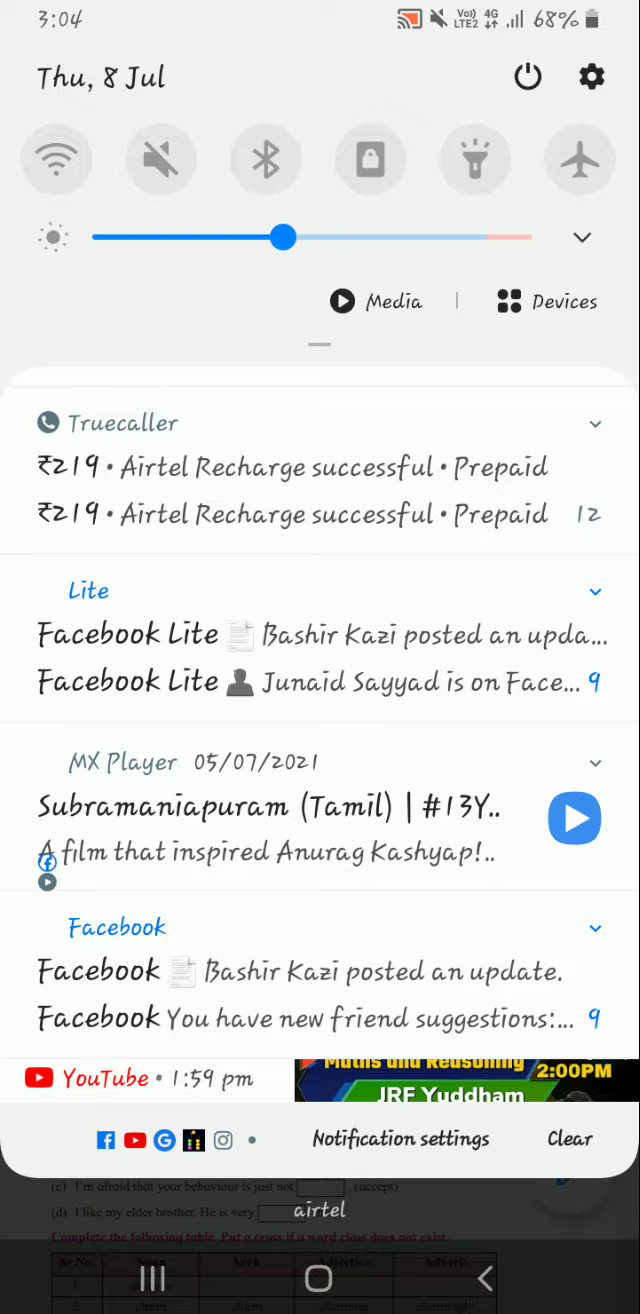 3:04
Vo) LTE2 4G 68%
Thu, 8 Jul
Media | Devices
Truecaller
₹219 • Airtel Recharge successful • Prepaid
₹219 • Airtel Recharge successful • Prepaid 12
Lite
Facebook Lite Bashir Kazi posted an upda...
Facebook Lite Junaid Sayyad is on Face... 9
MX Player 05/07/2021
Subramaniapuram (Tamil) | #13Y..
A film that inspired Anurag Kashyap!..
Facebook
Facebook Bashir Kazi posted an update.
Facebook You have new friend suggestions:... 9
YouTube • 1:59 pm
Maths and Reasoning 2:00PM
JRF Yuddham
Notification settings Clear
(c) I'm afraid that your behaviour is just not . (accept)
(d) I like my elder brother. He is very
airtel
Complete the following table. Put a cross if a word class does not exist.
Sr.No. Noun Verb Adjective Adverb